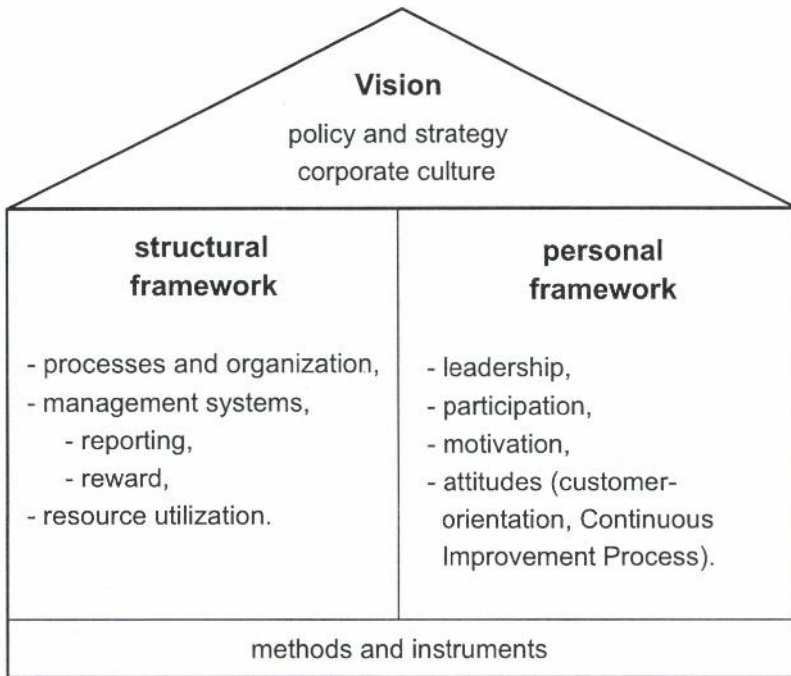 Vision
policy and strategy
corporate culture
structural
framework
- processes and organization,
- management systems,
- reporting,
- reward,
- resource utilization.
personal
framework
- leadership,
- participation,
- motivation,
- attitudes (customer-
orientation, Continuous
Improvement Process).
methods and instruments